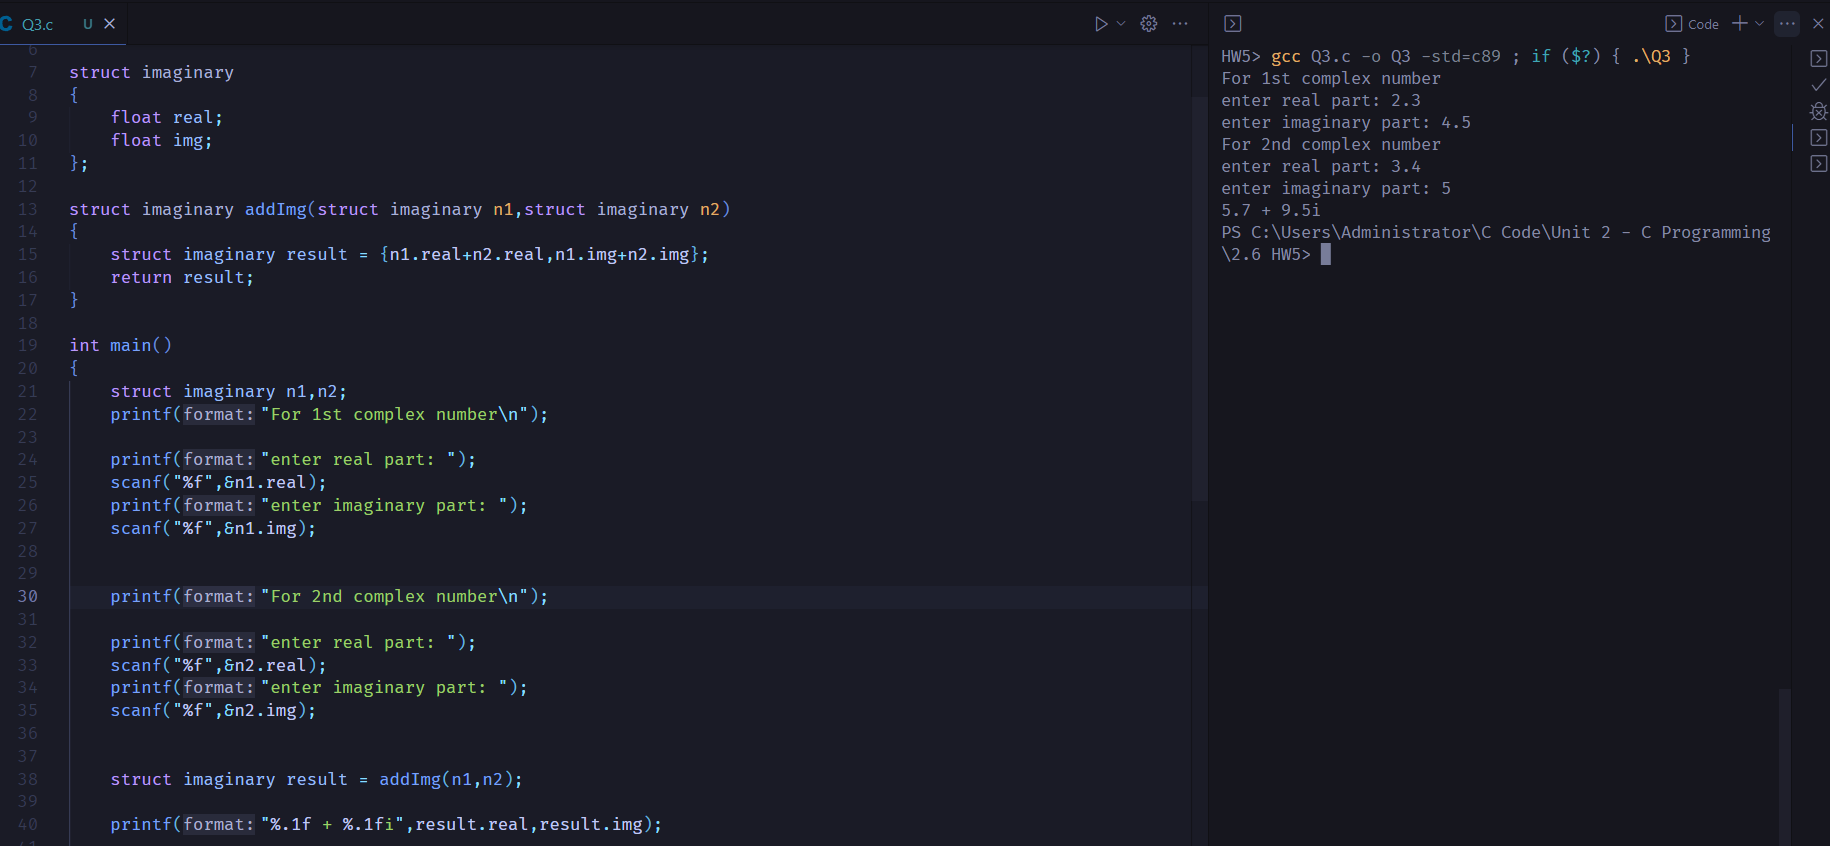 Q3.c U
6
7 struct imaginary
8 {
9 float real;
10 float img;
11 };
12
13 struct imaginary addImg(struct imaginary n1,struct imaginary n2)
14 {
15 struct imaginary result = {n1.real+n2.real,n1.img+n2.img};
16 return result;
17 }
18
19 int main()
20 {
21 struct imaginary n1,n2;
22 printf(format: "For 1st complex number\n");
23
24 printf(format: "enter real part: ");
25 scanf("%f",&n1.real);
26 printf(format: "enter imaginary part: ");
27 scanf("%f",&n1.img);
28
29
30 printf(format: "For 2nd complex number\n");
31
32 printf(format: "enter real part: ");
33 scanf("%f",&n2.real);
34 printf(format: "enter imaginary part: ");
35 scanf("%f",&n2.img);
36
37
38 struct imaginary result = addImg(n1,n2);
39
40 printf(format: "%.1f + %.1fi",result.real,result.img);
Code
HW5> gcc Q3.c -o Q3 -std=c89 ; if ($?) { .\Q3 }
For 1st complex number
enter real part: 2.3
enter imaginary part: 4.5
For 2nd complex number
enter real part: 3.4
enter imaginary part: 5
5.7 + 9.5i
PS C:\Users\Administrator\C Code\Unit 2 - C Programming
\2.6 HW5>